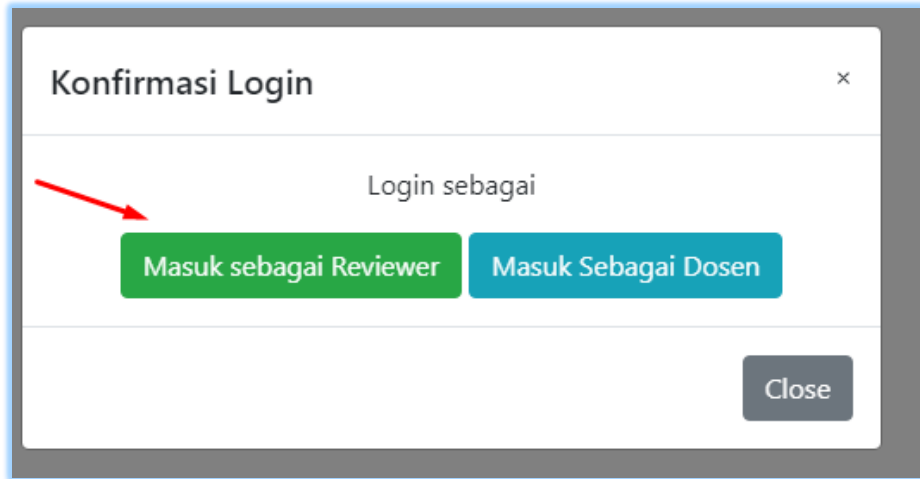 Konfirmasi Login ×
Login sebagai
Masuk sebagai Reviewer Masuk Sebagai Dosen
Close